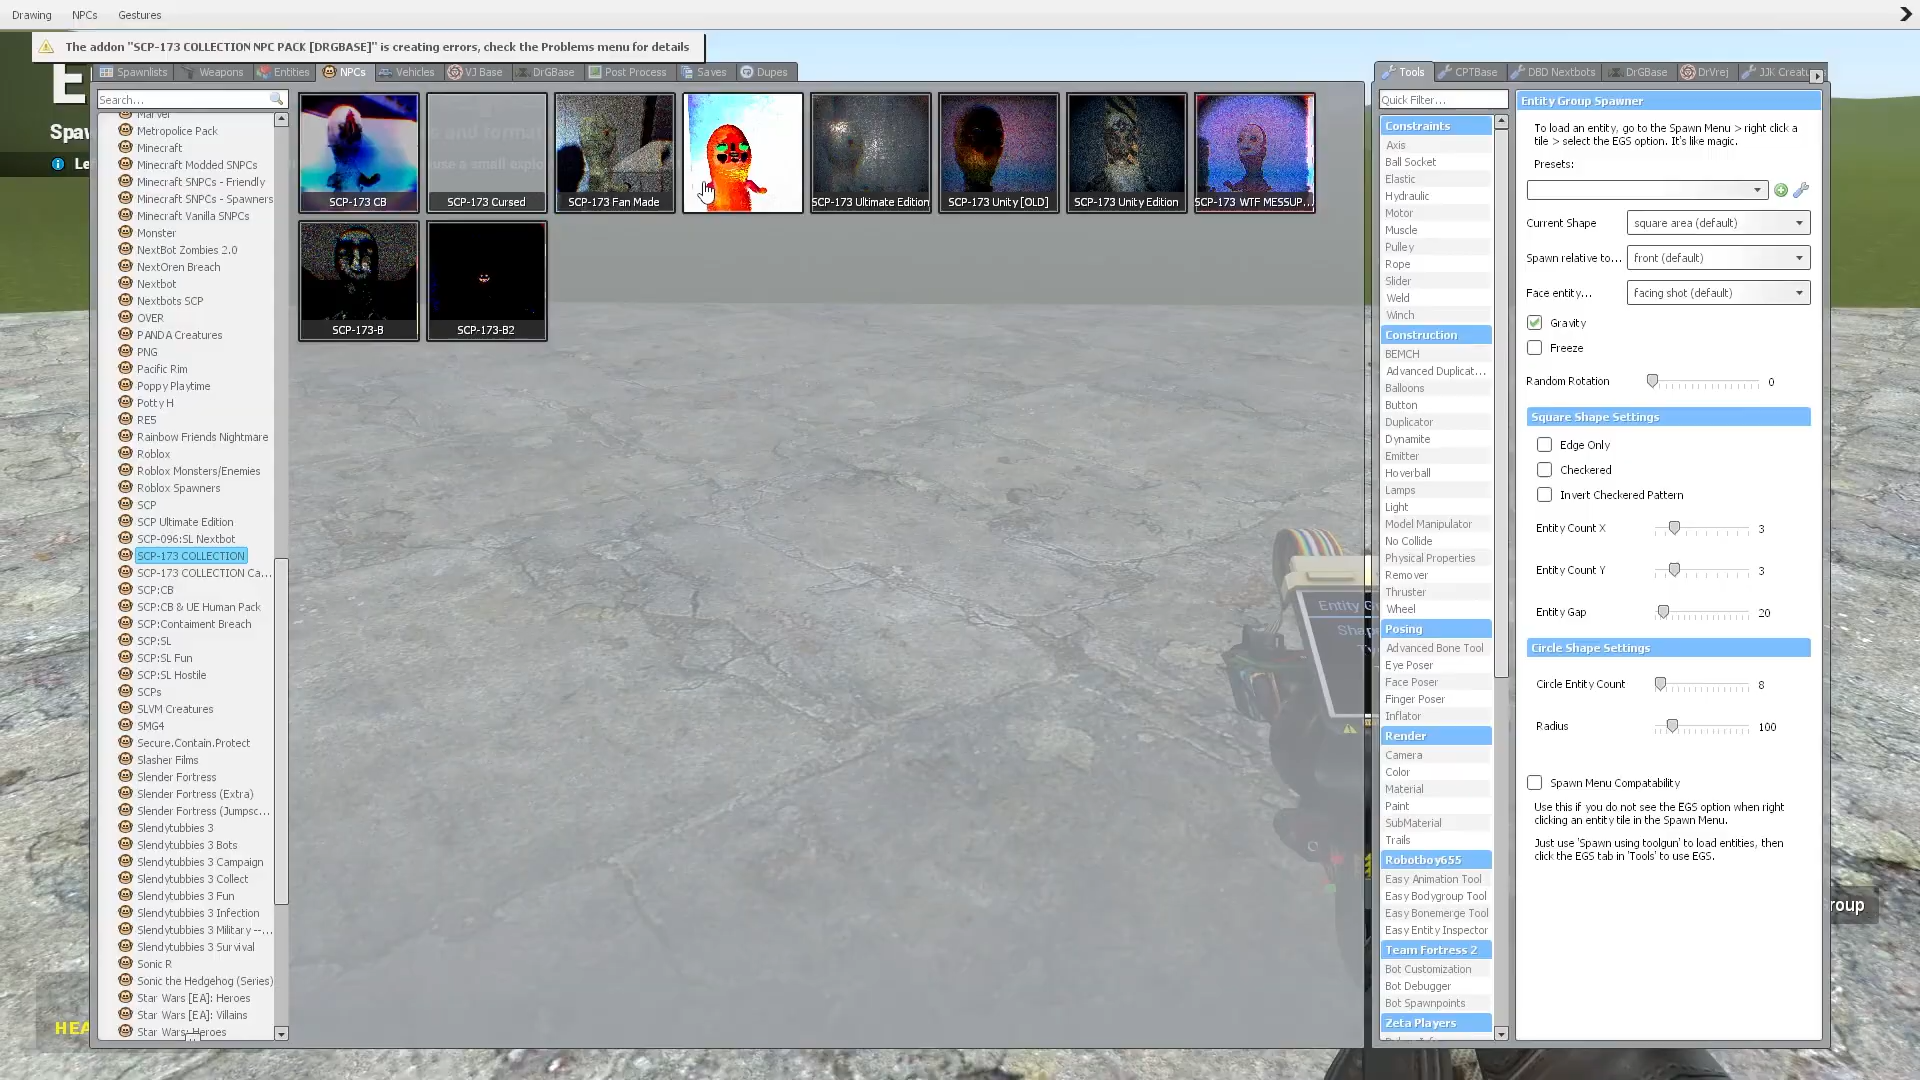 Drawing NPCs Gestures
The addon "SCP-173 COLLECTION NPC PACK [DRGBASE]" is creating errors, check the Problems menu for details
Spawnlists Weapons Entities NPCs Vehicles VJ Base DrGBase Post Process Saves Dupes
Search...
Marvel
Metropolice Pack
Minecraft
Minecraft Modded SNPCs
Minecraft SNPCs - Friendly
Minecraft SNPCs - Spawners
Minecraft Vanilla SNPCs
Monster
NextBot Zombies 2.0
NextOren Breach
Nextbot
Nextbots SCP
OVER
PANDA Creatures
PNG
Pacific Rim
Poppy Playtime
Potty H
RE5
Rainbow Friends Nightmare
Roblox
Roblox Monsters/Enemies
Roblox Spawners
SCP
SCP Ultimate Edition
SCP-096:SL Nextbot
SCP-173 COLLECTION
SCP-173 COLLECTION Ca...
SCP:CB
SCP:CB & UE Human Pack
SCP:Contaiment Breach
SCP:SL
SCP:SL Fun
SCP:SL Hostile
SCPs
SLVM Creatures
SMG4
Secure.Contain.Protect
Slasher Films
Slender Fortress
Slender Fortress (Extra)
Slender Fortress (Jumpsc...
Slendytubbies 3
Slendytubbies 3 Bots
Slendytubbies 3 Campaign
Slendytubbies 3 Collect
Slendytubbies 3 Fun
Slendytubbies 3 Infection
Slendytubbies 3 Military --...
Slendytubbies 3 Survival
Sonic R
Sonic the Hedgehog (Series)
Star Wars [EA]: Heroes
Star Wars [EA]: Villains
Star Wars: Heroes
SCP-173 CB
SCP-173 Cursed
SCP-173 Fan Made
SCP-173 Ultimate Edition
SCP-173 Unity [OLD]
SCP-173 Unity Edition
SCP-173 WTF MESSUP...
SCP-173-B
SCP-173-B2
Tools CPTBase DBD Nextbots DrGBase DrVrej JJK Creatu
Quick Filter...
Constraints
Axis
Ball Socket
Elastic
Hydraulic
Motor
Muscle
Pulley
Rope
Slider
Weld
Winch
Construction
BEMCH
Advanced Duplicat...
Balloons
Button
Duplicator
Dynamite
Emitter
Hoverball
Lamps
Light
Model Manipulator
No Collide
Physical Properties
Remover
Thruster
Wheel
Posing
Advanced Bone Tool
Eye Poser
Face Poser
Finger Poser
Inflator
Render
Camera
Color
Material
Paint
SubMaterial
Trails
Robotboy655
Easy Animation Tool
Easy Bodygroup Tool
Easy Bonemerge Tool
Easy Entity Inspector
Team Fortress 2
Bot Customization
Bot Debugger
Bot Spawnpoints
Zeta Players
Entity Group Spawner
To load an entity, go to the Spawn Menu > right click a
tile > select the EGS option. It's like magic.
Presets:
Current Shape square area (default)
Spawn relative to... front (default)
Face entity... facing shot (default)
Gravity
Freeze
Random Rotation 0
Square Shape Settings
Edge Only
Checkered
Invert Checkered Pattern
Entity Count X 3
Entity Count Y 3
Entity Gap 20
Circle Shape Settings
Circle Entity Count 8
Radius 100
Spawn Menu Compatability
Use this if you do not see the EGS option when right
clicking an entity tile in the Spawn Menu.
Just use 'Spawn using toolgun' to load entities, then
click the EGS tab in 'Tools' to use EGS.
E
Spaw
Le
Entity G
Shap
HEA
roup